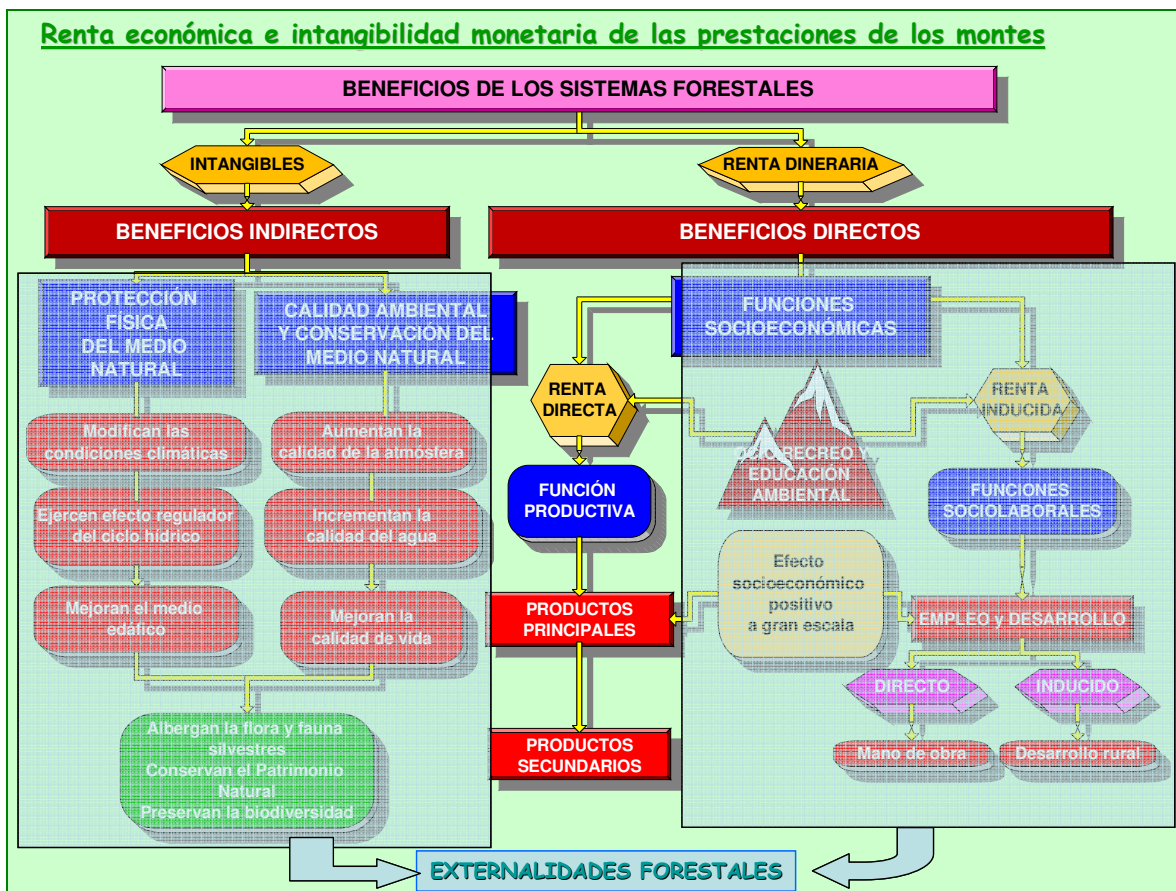 Renta económica e intangibilidad monetaria de las prestaciones de los montes
BENEFICIOS DE LOS SISTEMAS FORESTALES
INTANGIBLES
RENTA DINERARIA
BENEFICIOS INDIRECTOS
BENEFICIOS DIRECTOS
PROTECCIÓN
FISICA
DEL MEDIO
NATURAL
CALIDAD AMBIENTAL
Y CONSERVACIÓN DEL
MEDIO NATURAL
FUNCIONES
SOCIOECONÓMICAS
RENTA
DIRECTA
RENTA
INDUCIDA
Modifican las
condiciones climáticas
Aumentan la
calidad de la atmósfera
RECREO Y
EDUCACIÓN
AMBIENTAL
FUNCIÓN
PRODUCTIVA
FUNCIONES
SOCIOLABORALES
Ejercen efecto regulador
del ciclo hídrico
Incrementan la
calidad del agua
Efecto
socioeconómico
positivo
a gran escala
Mejoran el medio
edáfico
Mejoran la
calidad de vida
PRODUCTOS
PRINCIPALES
EMPLEO y DESARROLLO
DIRECTO
INDUCIDO
Albergan la flora y fauna
silvestres
Conservan el Patrimonio
Natural
Preservan la biodiversidad
PRODUCTOS
SECUNDARIOS
Mano de obra
Desarrollo rural
EXTERNALIDADES FORESTALES